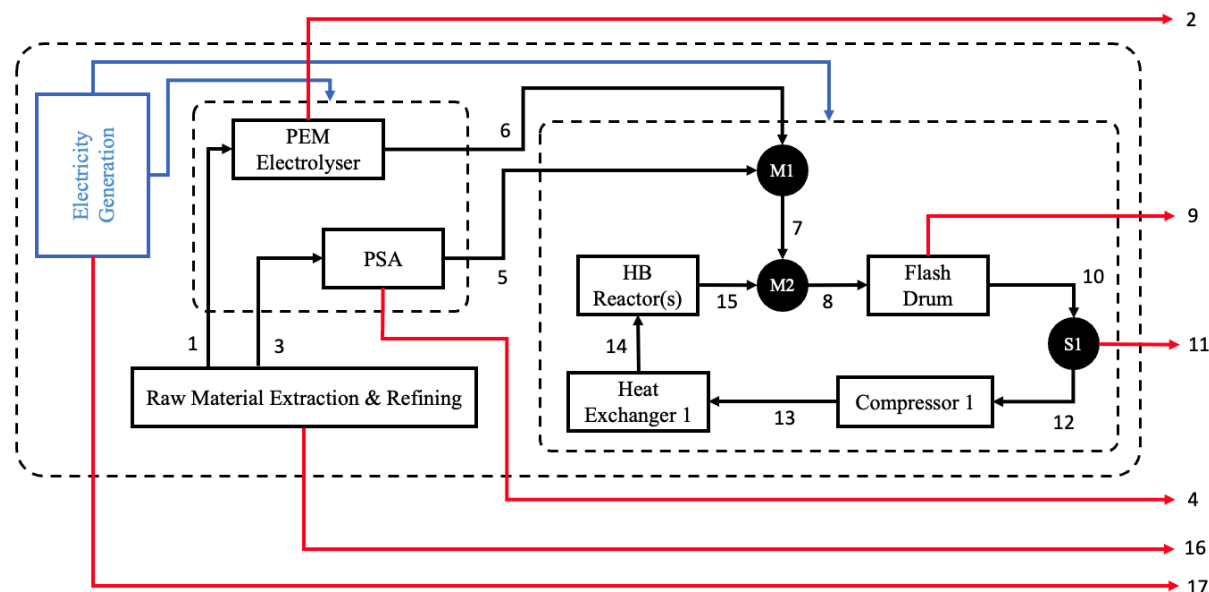 2
Electricity
Generation
PEM
Electrolyser
6
M1
7
9
PSA
5
HB
Reactor(s)
15
M2
8
Flash
Drum
10
S1
11
1
3
14
Raw Material Extraction & Refining
Heat
Exchanger 1
13
Compressor 1
12
4
16
17